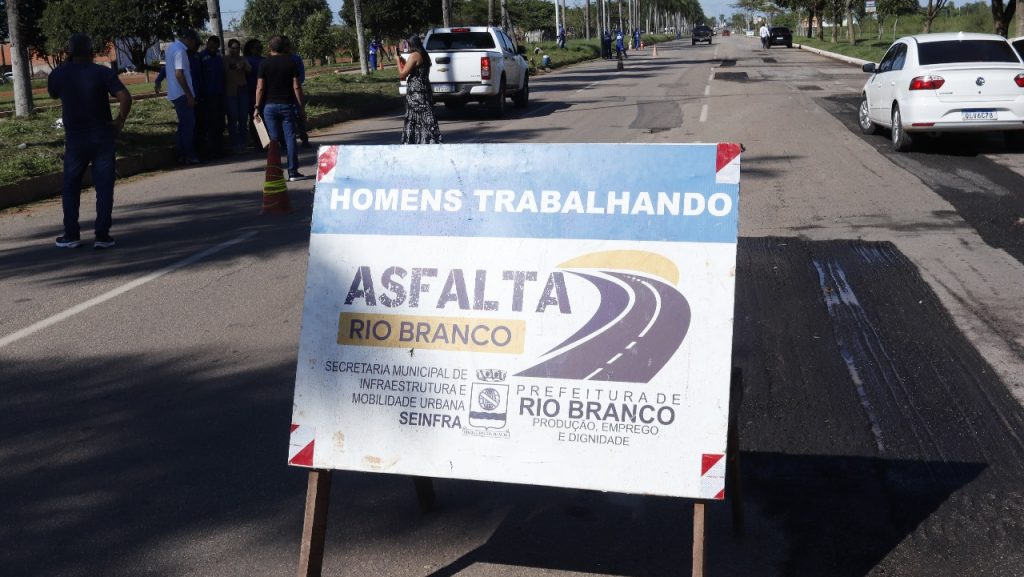 HOMENS TRABALHANDO
ASFALTA
RIO BRANCO
SECRETARIA MUNICIPAL DE
INFRAESTRUTURA E
MOBILIDADE URBANA
SEINFRA
PREFEITURA DE
RIO BRANCO
PRODUÇÃO, EMPREGO
E DIGNIDADE